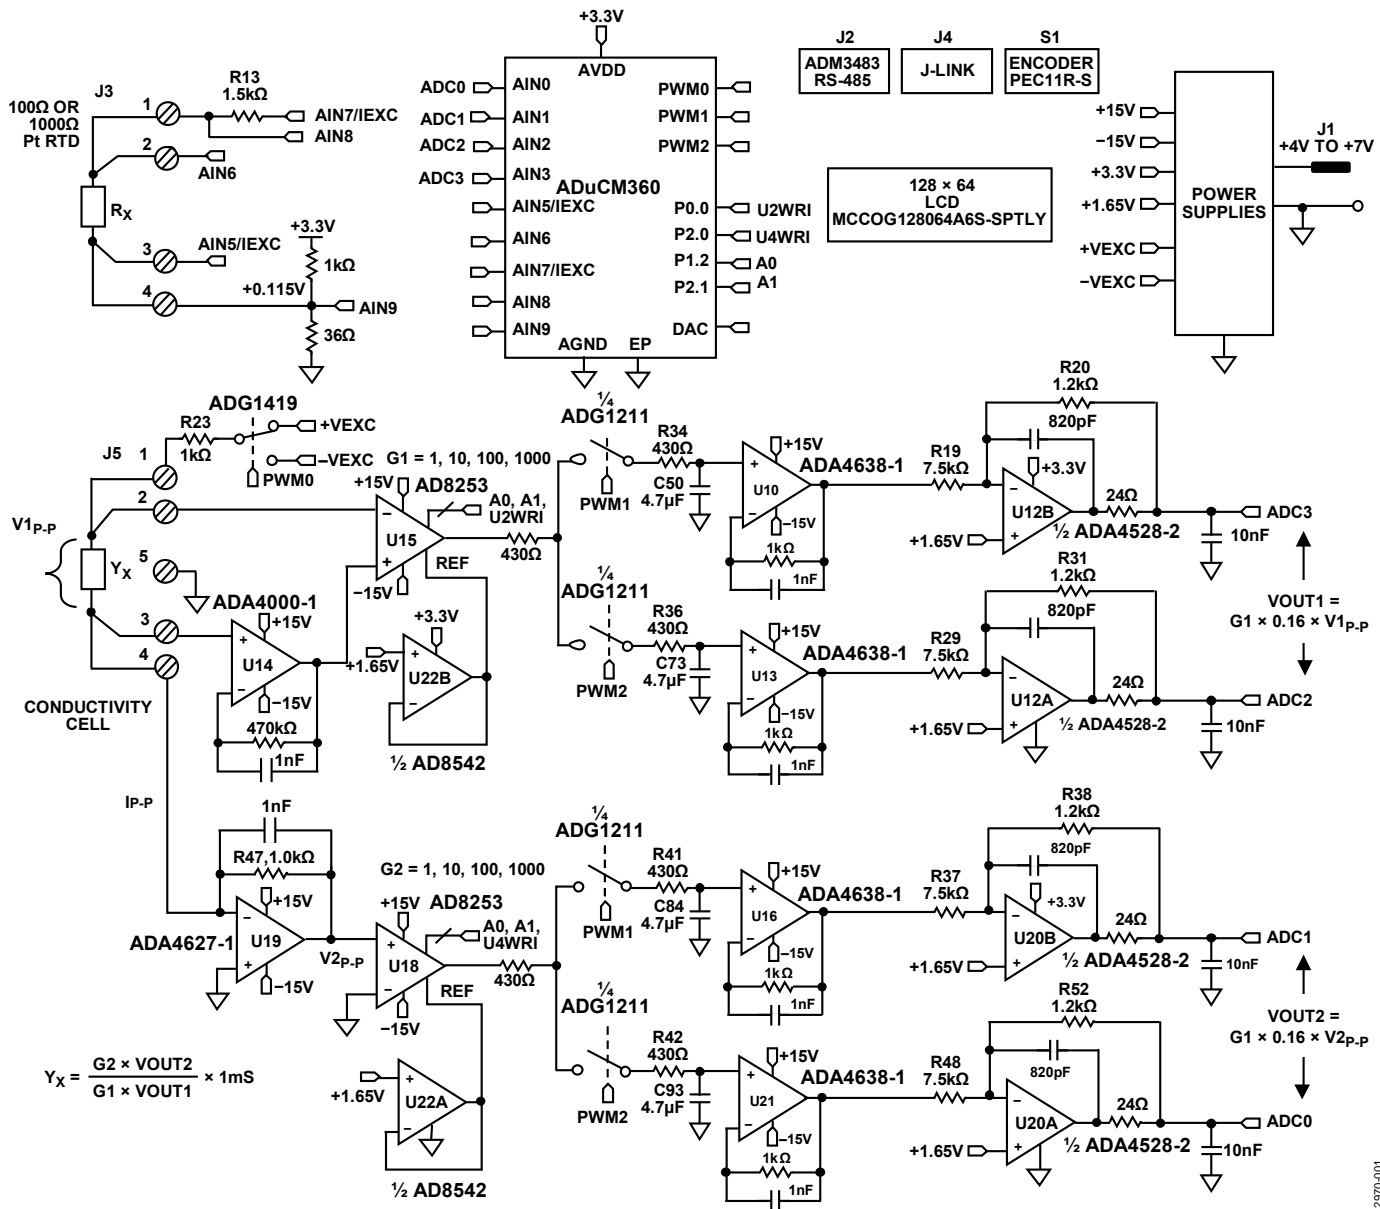 +3.3V
AVDD
ADC0
ADC1
ADC2
ADC3
AIN0
AIN1
AIN2
AIN3
AIN5/IEXC
AIN6
AIN7/IEXC
AIN8
AIN9
ADuCM360
PWM0
PWM1
PWM2
P0.0
P2.0
P1.2
P2.1
DAC
U2WRI
U4WRI
A0
A1
AGND
EP
J3
100Ω OR
1000Ω
Pt RTD
1
2
3
4
R13
1.5kΩ
AIN7/IEXC
AIN8
AIN6
RX
AIN5/IEXC
+3.3V
1kΩ
+0.115V
AIN9
36Ω
J2
ADM3483
RS-485
J4
J-LINK
S1
ENCODER
PEC11R-S
128 × 64
LCD
MCCOG128064A6S-SPTLY
+15V
−15V
+3.3V
+1.65V
+VEXC
−VEXC
POWER
SUPPLIES
J1
+4V TO +7V
ADG1419
R23
1kΩ
+VEXC
−VEXC
PWM0
J5
1
2
5
3
4
V1P-P
YX
CONDUCTIVITY
CELL
IP-P
ADA4000-1
+15V
U14
−15V
470kΩ
1nF
G1 = 1, 10, 100, 1000
+15V
AD8253
A0, A1,
U2WRI
U15
REF
−15V
430Ω
+3.3V
+1.65V
U22B
½ AD8542
¼
ADG1211
PWM1
R34
430Ω
C50
4.7µF
+15V
U10
−15V
ADA4638-1
1kΩ
1nF
R19
7.5kΩ
R20
1.2kΩ
820pF
+3.3V
U12B
+1.65V
24Ω
½ ADA4528-2
10nF
ADC3
¼
ADG1211
PWM2
R36
430Ω
C73
4.7µF
+15V
U13
−15V
ADA4638-1
1kΩ
1nF
R29
7.5kΩ
R31
1.2kΩ
820pF
U12A
+1.65V
24Ω
½ ADA4528-2
10nF
ADC2
VOUT1 =
G1 × 0.16 × V1P-P
1nF
R47,1.0kΩ
+15V
ADA4627-1
U19
−15V
V2P-P
G2 = 1, 10, 100, 1000
+15V
AD8253
A0, A1,
U4WRI
U18
REF
−15V
430Ω
+1.65V
U22A
½ AD8542
¼
ADG1211
PWM1
R41
430Ω
C84
4.7µF
+15V
U16
−15V
ADA4638-1
1kΩ
1nF
R37
7.5kΩ
R38
1.2kΩ
820pF
+3.3V
U20B
+1.65V
24Ω
½ ADA4528-2
10nF
ADC1
¼
ADG1211
PWM2
R42
430Ω
C93
4.7µF
+15V
U21
−15V
ADA4638-1
1kΩ
1nF
R48
7.5kΩ
R52
1.2kΩ
820pF
U20A
+1.65V
24Ω
½ ADA4528-2
10nF
ADC0
VOUT2 =
G1 × 0.16 × V2P-P
YX = G2 × VOUT2 / G1 × VOUT1 × 1mS